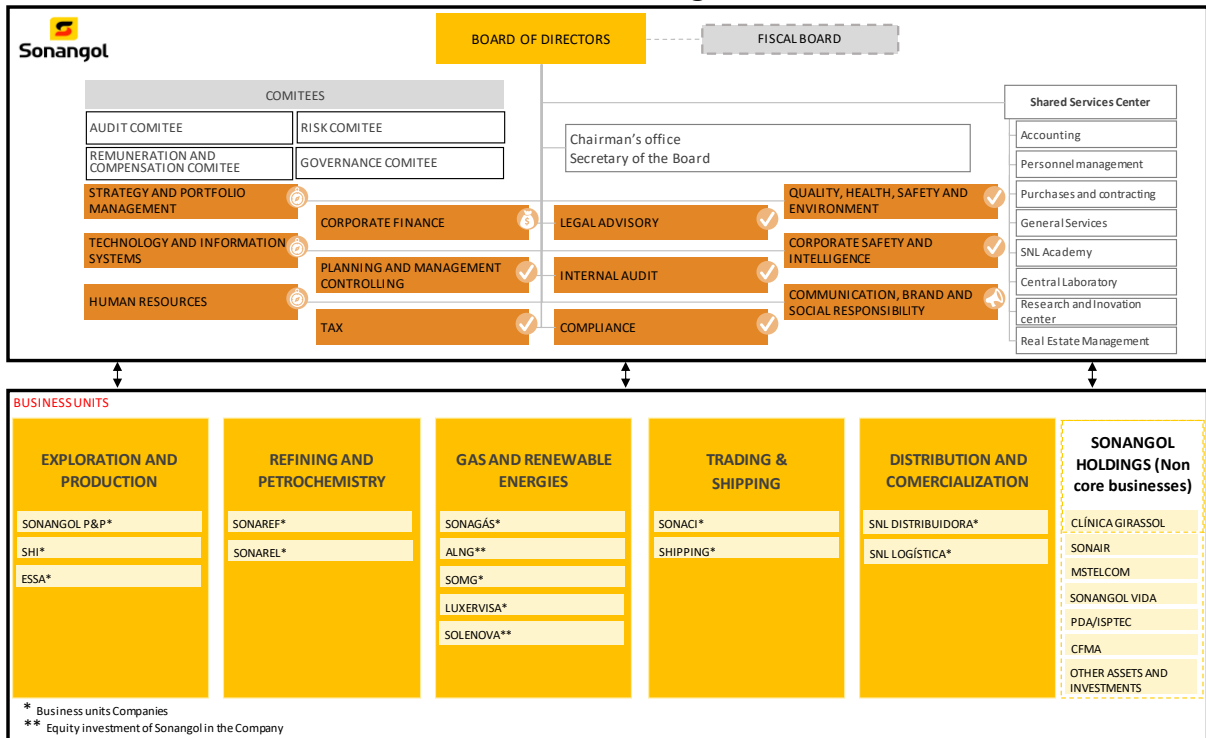 Sonangol
BOARD OF DIRECTORS
FISCAL BOARD
COMITEES
AUDIT COMITEE
RISK COMITEE
REMUNERATION AND
COMPENSATION COMITEE
GOVERNANCE COMITEE
Chairman's office
Secretary of the Board
Shared Services Center
Accounting
Personnel management
Purchases and contracting
General Services
SNL Academy
Central Laboratory
Research and Inovation
center
Real Estate Management
STRATEGY AND PORTFOLIO
MANAGEMENT
CORPORATE FINANCE
$
LEGAL ADVISORY
QUALITY, HEALTH, SAFETY AND
ENVIRONMENT
TECHNOLOGY AND INFORMATION
SYSTEMS
PLANNING AND MANAGEMENT
CONTROLLING
INTERNAL AUDIT
CORPORATE SAFETY AND
INTELLIGENCE
HUMAN RESOURCES
TAX
COMPLIANCE
COMMUNICATION, BRAND AND
SOCIAL RESPONSIBILITY
BUSINESS UNITS
EXPLORATION AND
PRODUCTION
SONANGOL P&P*
SHI*
ESSA*
REFINING AND
PETROCHEMISTRY
SONAREF*
SONAREL*
GAS AND RENEWABLE
ENERGIES
SONAGÁS*
ALNG**
SOMG*
LUXERVISA*
SOLENOVA**
TRADING &
SHIPPING
SONACI*
SHIPPING*
DISTRIBUTION AND
COMERCIALIZATION
SNL DISTRIBUIDORA*
SNL LOGÍSTICA*
SONANGOL
HOLDINGS (Non
core businesses)
CLÍNICA GIRASSOL
SONAIR
MSTELCOM
SONANGOL VIDA
PDA/ISPTEC
CFMA
OTHER ASSETS AND
INVESTMENTS
* Business units Companies
** Equity investment of Sonangol in the Company